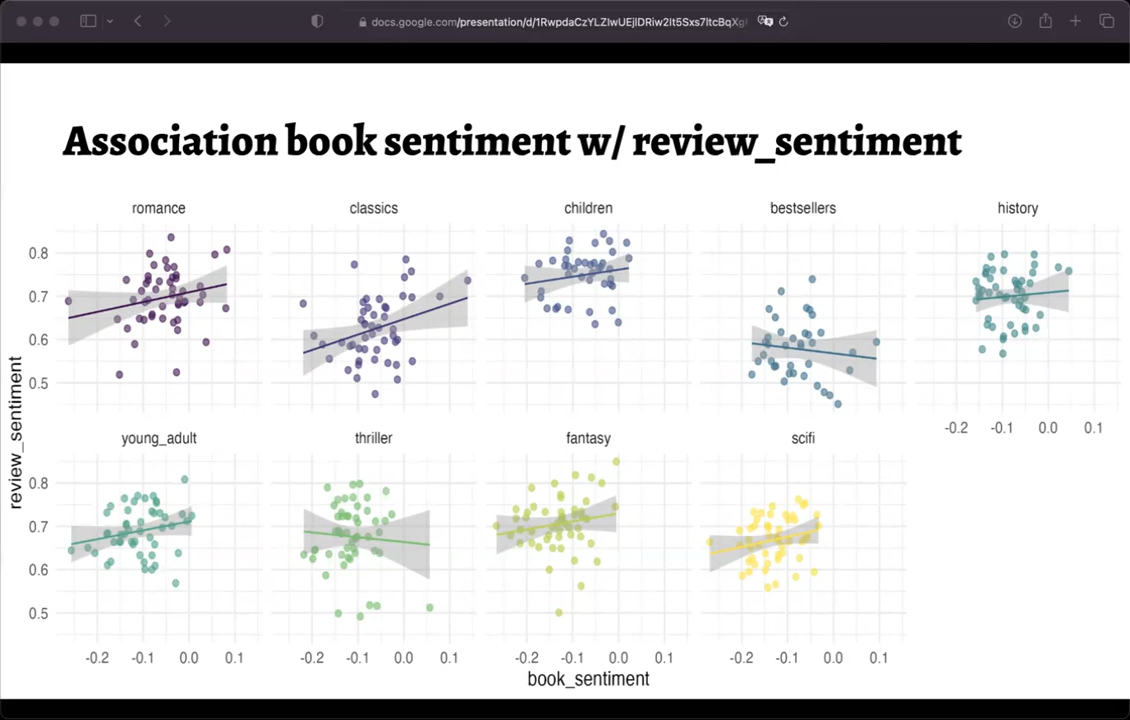 docs.google.com/presentation/d/
Association book sentiment w/ review_sentiment
romance classics children bestsellers history
0.8
0.7
0.6
0.5
-0.2 -0.1 0.0 0.1
young_adult thriller fantasy scifi
review_sentiment
0.8
0.7
0.6
0.5
-0.2 -0.1 0.0 0.1 -0.2 -0.1 0.0 0.1 -0.2 -0.1 0.0 0.1 -0.2 -0.1 0.0 0.1
book_sentiment